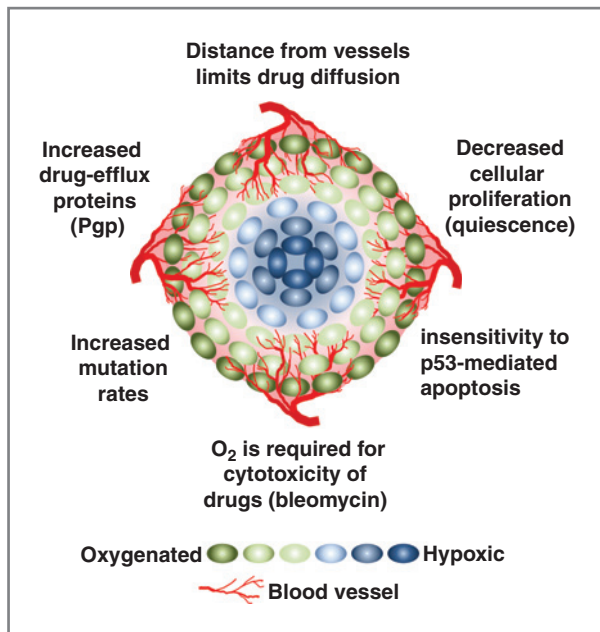 Distance from vessels
limits drug diffusion
Increased
drug-efflux
proteins
(Pgp)
Decreased
cellular
proliferation
(quiescence)
Increased
mutation
rates
insensitivity to
p53-mediated
apoptosis
O₂ is required for
cytotoxicity of
drugs (bleomycin)
Oxygenated Hypoxic
Blood vessel